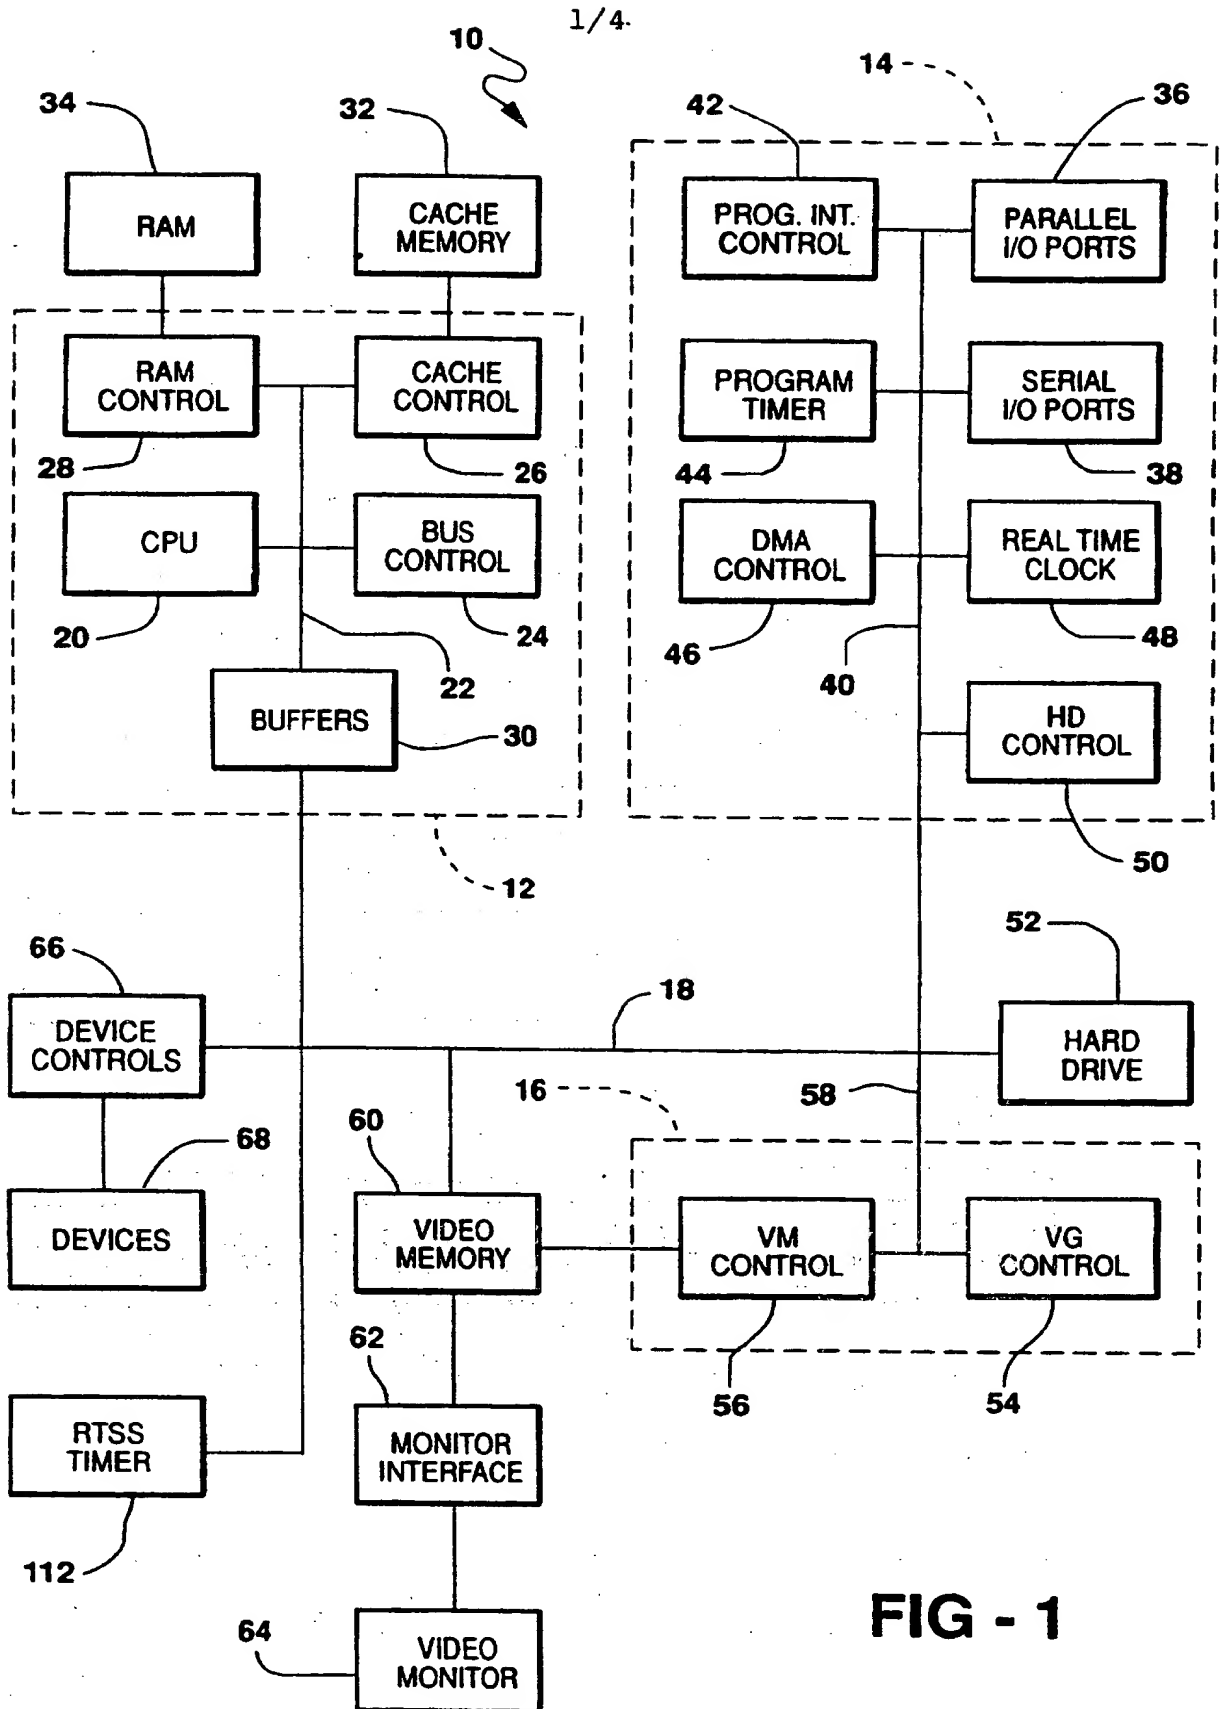 1/4
10
14
34
32
42
36
RAM
CACHE
MEMORY
PROG. INT.
CONTROL
PARALLEL
I/O PORTS
RAM
CONTROL
CACHE
CONTROL
PROGRAM
TIMER
SERIAL
I/O PORTS
28
26
44
38
CPU
BUS
CONTROL
DMA
CONTROL
REAL TIME
CLOCK
20
24
46
48
22
40
BUFFERS
30
HD
CONTROL
50
12
52
66
18
DEVICE
CONTROLS
HARD
DRIVE
16
58
68
60
DEVICES
VIDEO
MEMORY
VM
CONTROL
VG
CONTROL
62
56
54
RTSS
TIMER
MONITOR
INTERFACE
112
64
VIDEO
MONITOR
FIG - 1